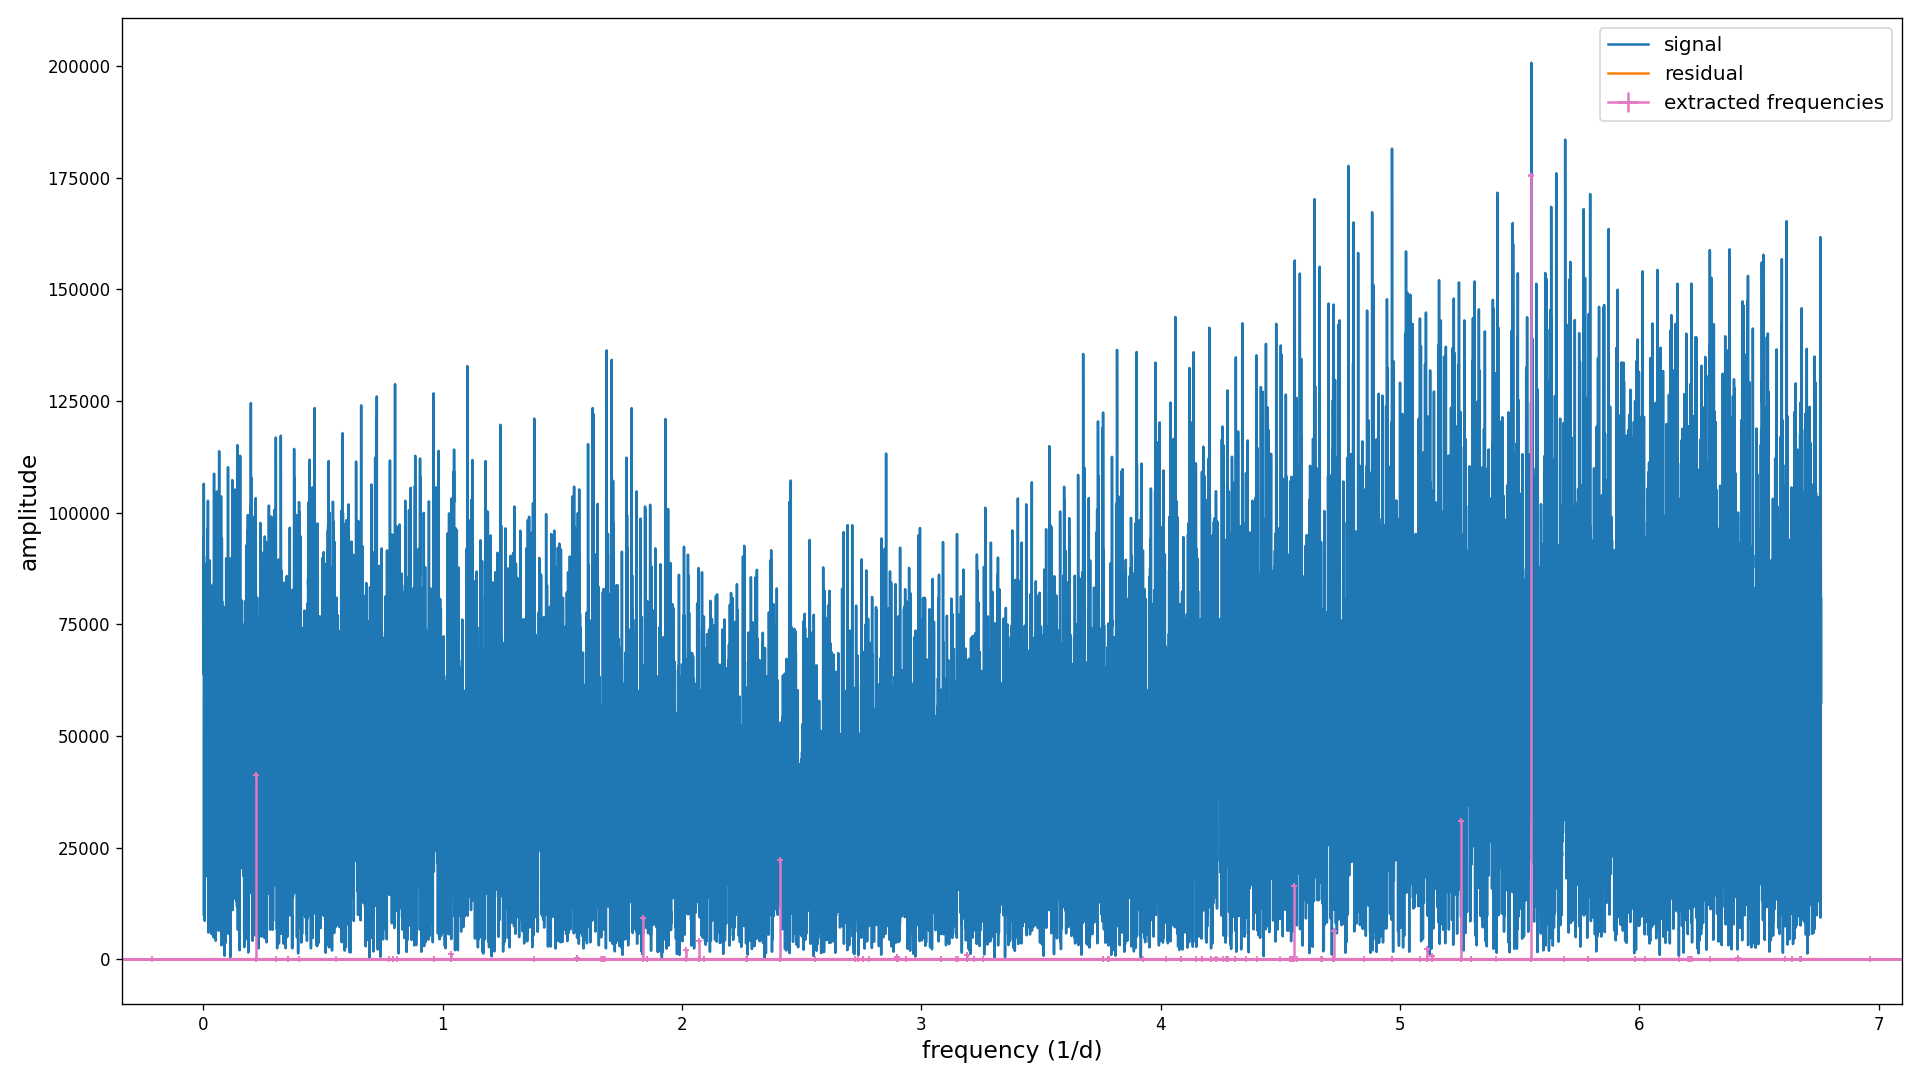 signal
residual
extracted frequencies
200000
175000
150000
125000
100000
75000
50000
25000
0
amplitude
0 1 2 3 4 5 6 7
frequency (1/d)